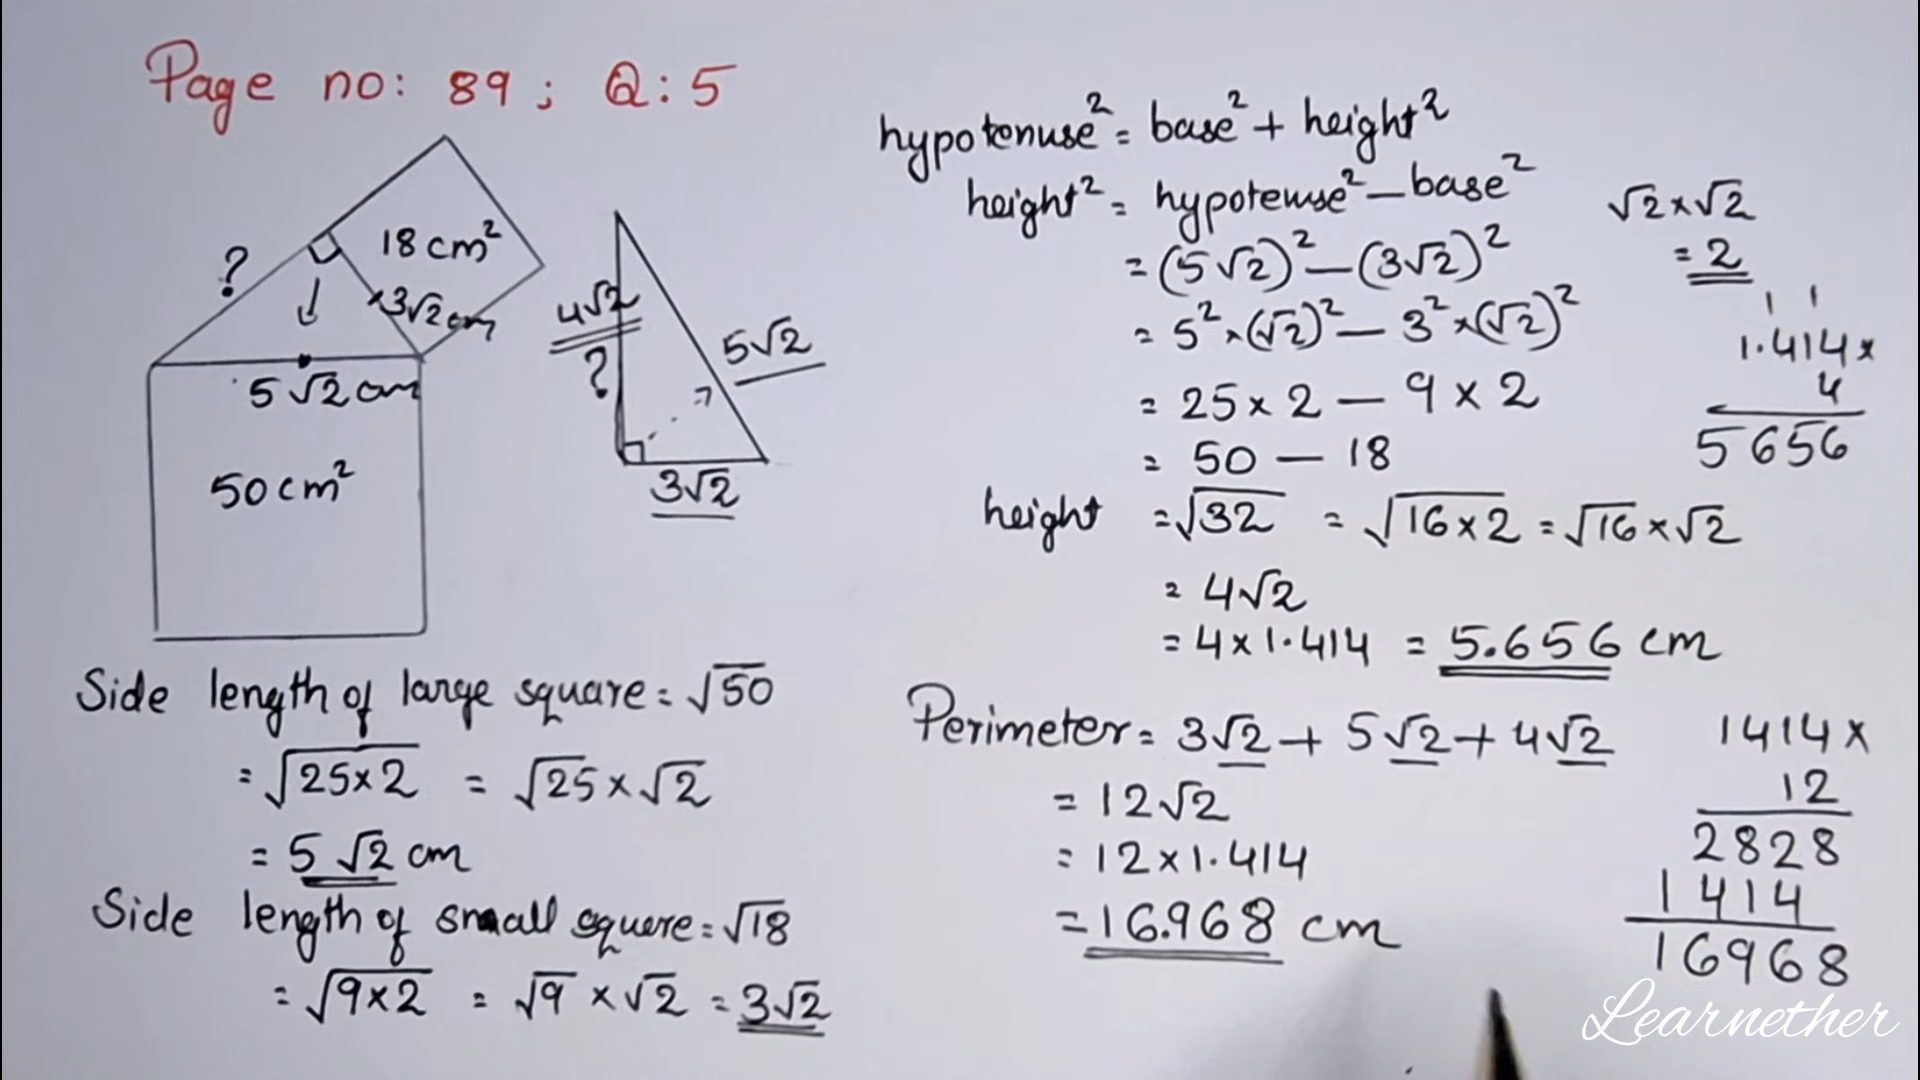 Page no: 89 ; Q: 5
18 cm²
?
3√2 cm
5√2 cm
50 cm²
4√2
?
5√2
3√2
Side length of large square = √50
= √25×2 = √25 × √2
= 5√2 cm
Side length of small square = √18
= √9×2 = √9 × √2 = 3√2
hypotenuse² = base² + height²
height² = hypotenuse² – base²
= (5√2)² – (3√2)²
= 5² × (√2)² – 3² × (√2)²
= 25 × 2 – 9 × 2
= 50 – 18
height = √32 = √16×2 = √16 × √2
= 4√2
= 4 × 1.414 = 5.656 cm
√2 × √2
= 2
1 1
1.414 ×
4
5656
Perimeter = 3√2 + 5√2 + 4√2
= 12√2
= 12 × 1.414
= 16.968 cm
1414 ×
12
2828
1414
16968
Learnether